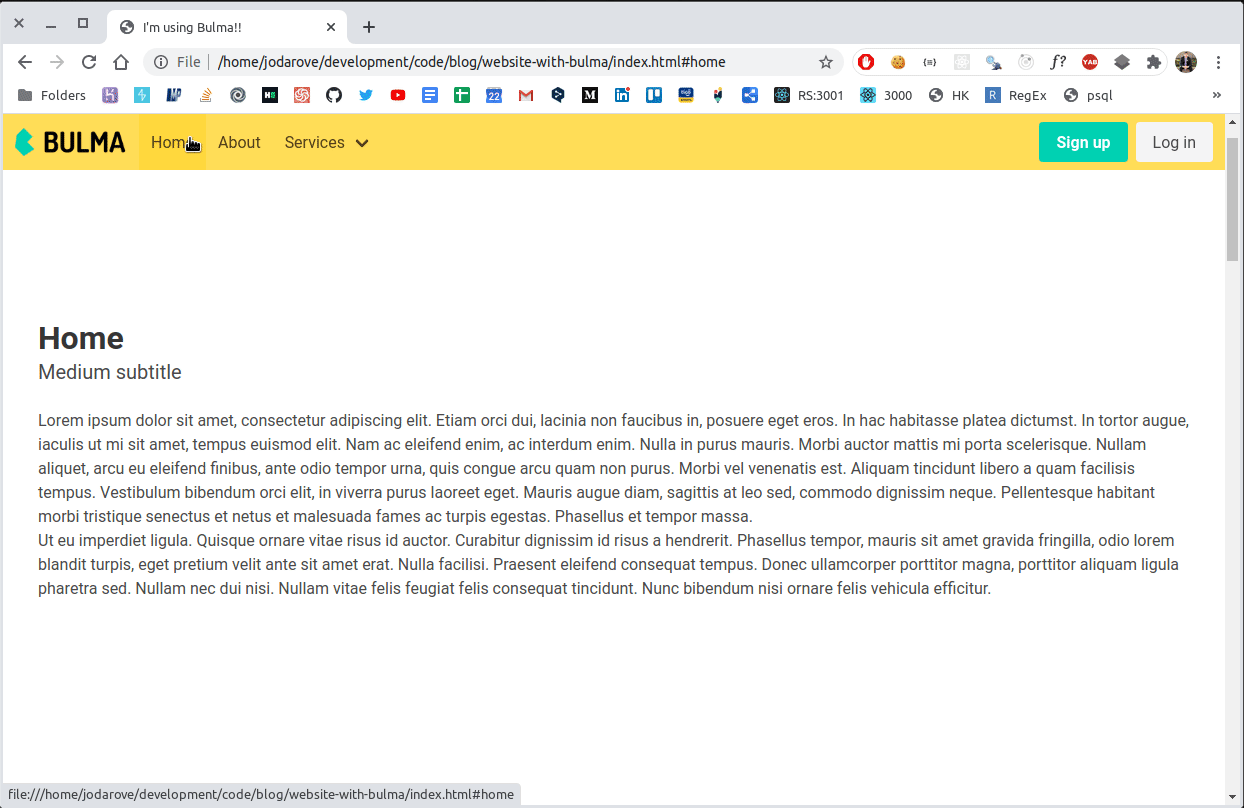 I'm using Bulma!!
File | /home/jodarove/development/code/blog/website-with-bulma/index.html#home
f?
YAB
Folders
22
M
RS:3001
3000
HK
R RegEx
psql
»
BULMA
Home
About
Services
Sign up
Log in
Home
Medium subtitle
Lorem ipsum dolor sit amet, consectetur adipiscing elit. Etiam orci dui, lacinia non faucibus in, posuere eget eros. In hac habitasse platea dictumst. In tortor augue,
iaculis ut mi sit amet, tempus euismod elit. Nam ac eleifend enim, ac interdum enim. Nulla in purus mauris. Morbi auctor mattis mi porta scelerisque. Nullam
aliquet, arcu eu eleifend finibus, ante odio tempor urna, quis congue arcu quam non purus. Morbi vel venenatis est. Aliquam tincidunt libero a quam facilisis
tempus. Vestibulum bibendum orci elit, in viverra purus laoreet eget. Mauris augue diam, sagittis at leo sed, commodo dignissim neque. Pellentesque habitant
morbi tristique senectus et netus et malesuada fames ac turpis egestas. Phasellus et tempor massa.
Ut eu imperdiet ligula. Quisque ornare vitae risus id auctor. Curabitur dignissim id risus a hendrerit. Phasellus tempor, mauris sit amet gravida fringilla, odio lorem
blandit turpis, eget pretium velit ante sit amet erat. Nulla facilisi. Praesent eleifend consequat tempus. Donec ullamcorper porttitor magna, porttitor aliquam ligula
pharetra sed. Nullam nec dui nisi. Nullam vitae felis feugiat felis consequat tincidunt. Nunc bibendum nisi ornare felis vehicula efficitur.
file:///home/jodarove/development/code/blog/website-with-bulma/index.html#home